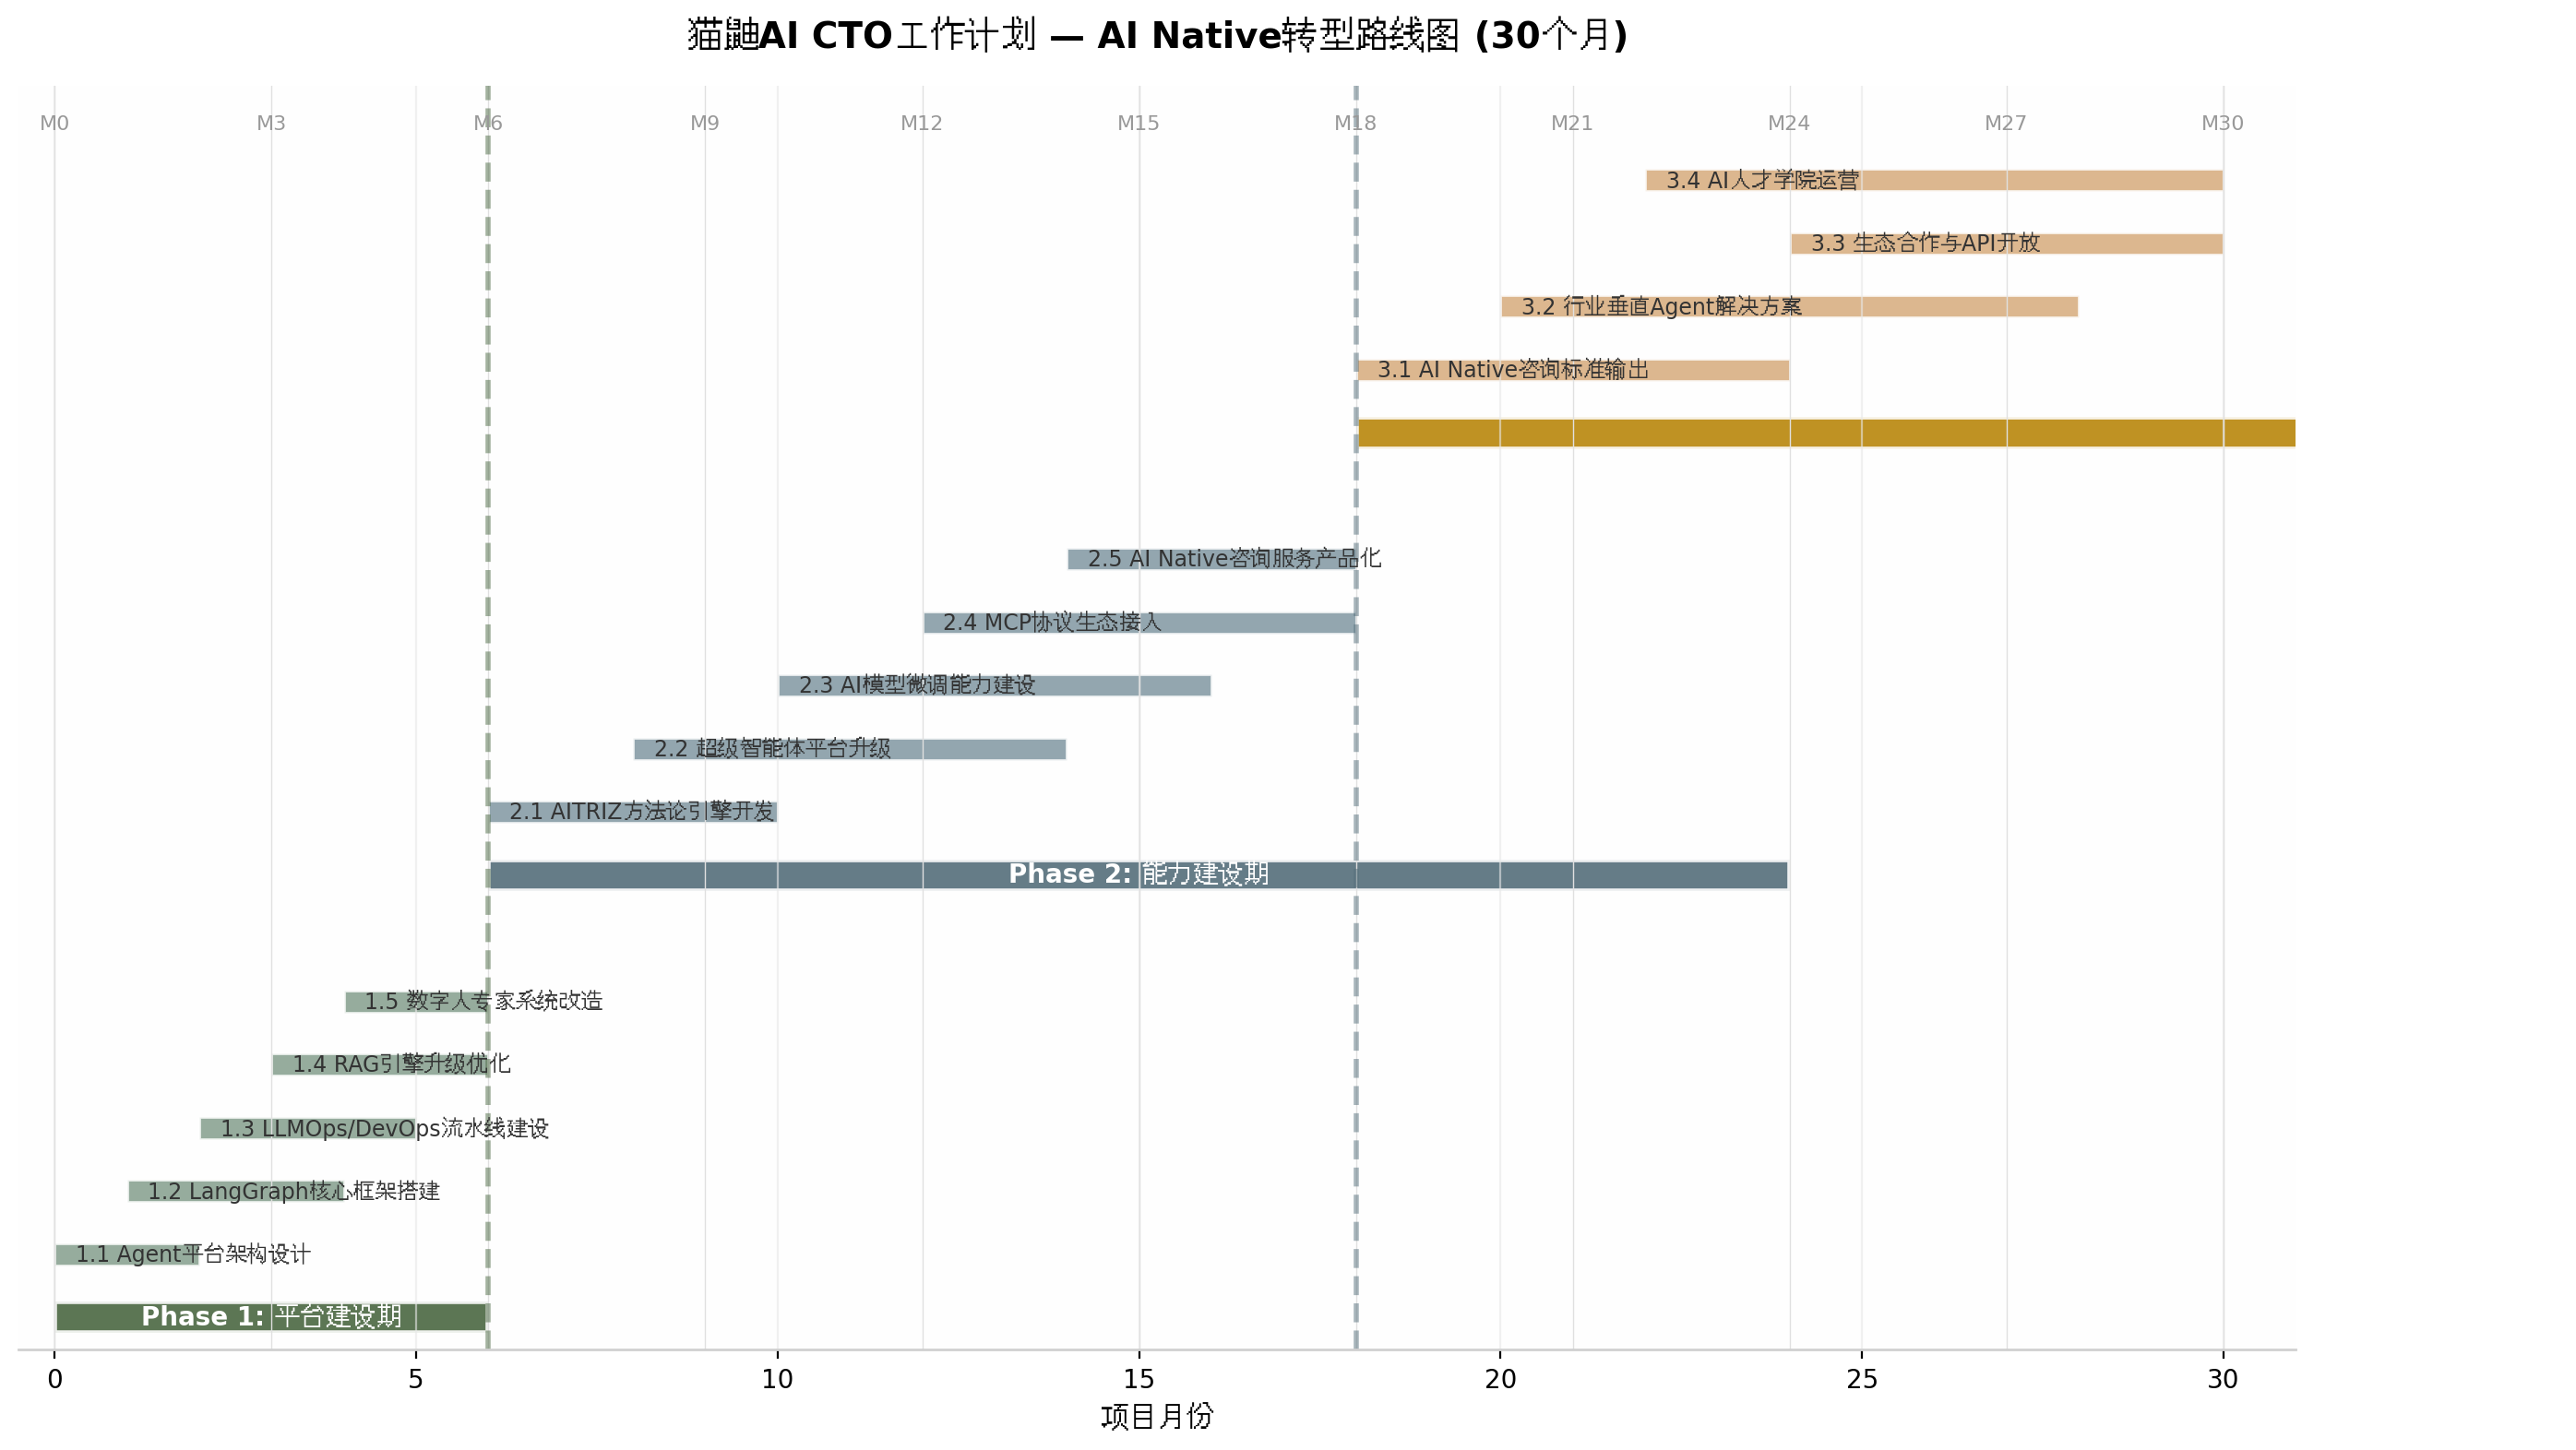 猫鼬AI CTO工作计划 — AI Native转型路线图 (30个月)
M0 M3 M6 M9 M12 M15 M18 M21 M24 M27 M30
3.4 AI人才学院运营
3.3 生态合作与API开放
3.2 行业垂直Agent解决方案
3.1 AI Native咨询标准输出
2.5 AI Native咨询服务产品化
2.4 MCP协议生态接入
2.3 AI模型微调能力建设
2.2 超级智能体平台升级
2.1 AITRIZ方法论引擎开发
Phase 2: 能力建设期
1.5 数字人专家系统改造
1.4 RAG引擎升级优化
1.3 LLMOps/DevOps流水线建设
1.2 LangGraph核心框架搭建
1.1 Agent平台架构设计
Phase 1: 平台建设期
0 5 10 15 20 25 30
项目月份